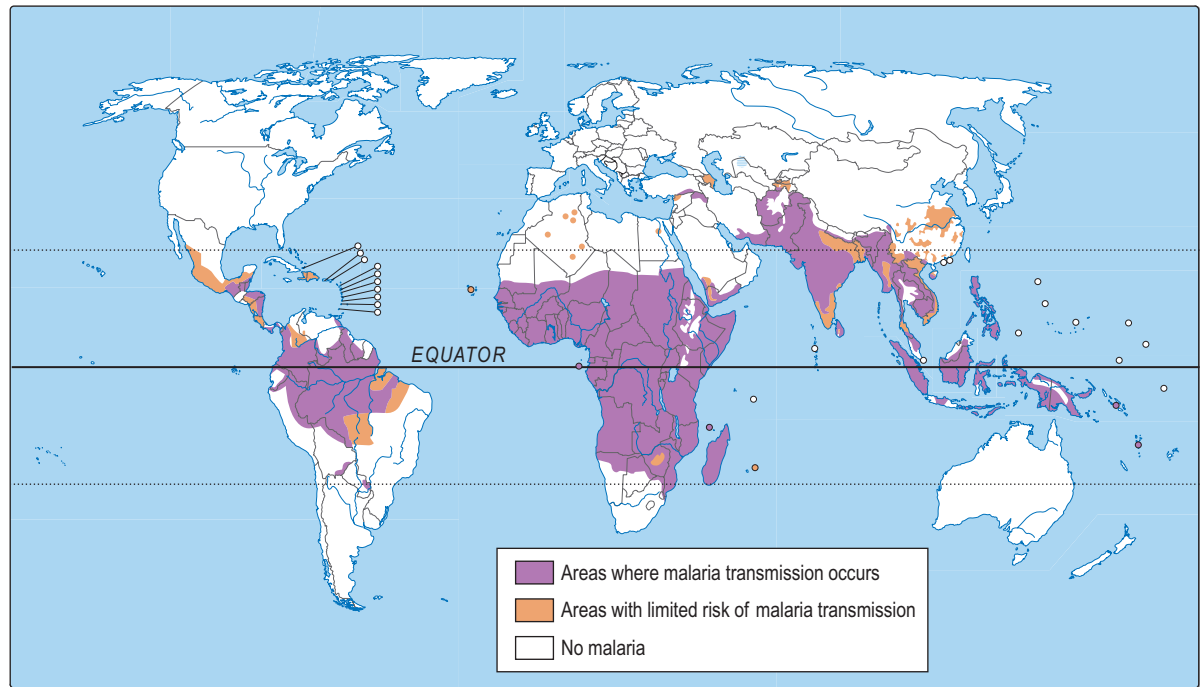 EQUATOR
Areas where malaria transmission occurs
Areas with limited risk of malaria transmission
No malaria